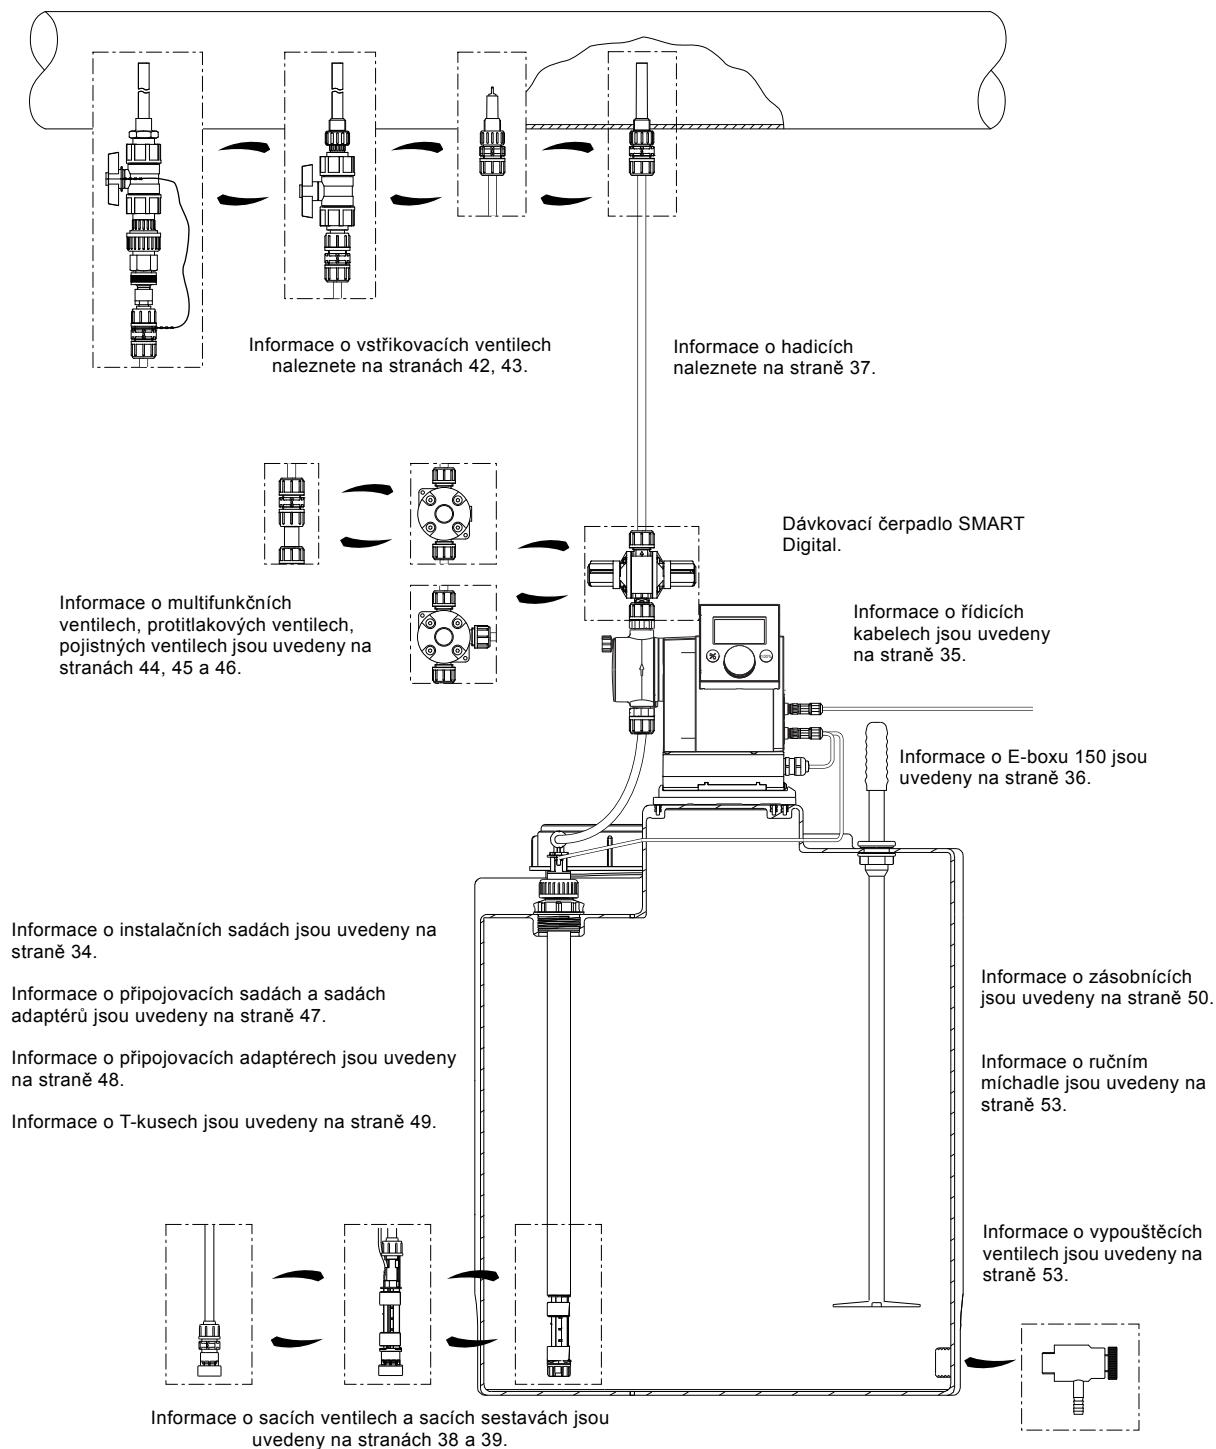 Informace o vstřikovacích ventilech
naleznete na stranách 42, 43.
Informace o hadicích
naleznete na straně 37.
Dávkovací čerpadlo SMART
Digital.
Informace o multifunkčních
ventilech, protitlakových ventilech,
pojistných ventilech jsou uvedeny na
stranách 44, 45 a 46.
Informace o řídicích
kabelech jsou uvedeny
na straně 35.
Informace o E-boxu 150 jsou
uvedeny na straně 36.
Informace o instalačních sadách jsou uvedeny na
straně 34.
Informace o připojovacích sadách a sadách
adaptérů jsou uvedeny na straně 47.
Informace o připojovacích adaptérech jsou uvedeny
na straně 48.
Informace o T-kusech jsou uvedeny na straně 49.
Informace o zásobnících
jsou uvedeny na straně 50.
Informace o ručním
míchadle jsou uvedeny na
straně 53.
Informace o vypouštěcích
ventilech jsou uvedeny na
straně 53.
Informace o sacích ventilech a sacích sestavách jsou
uvedeny na stranách 38 a 39.